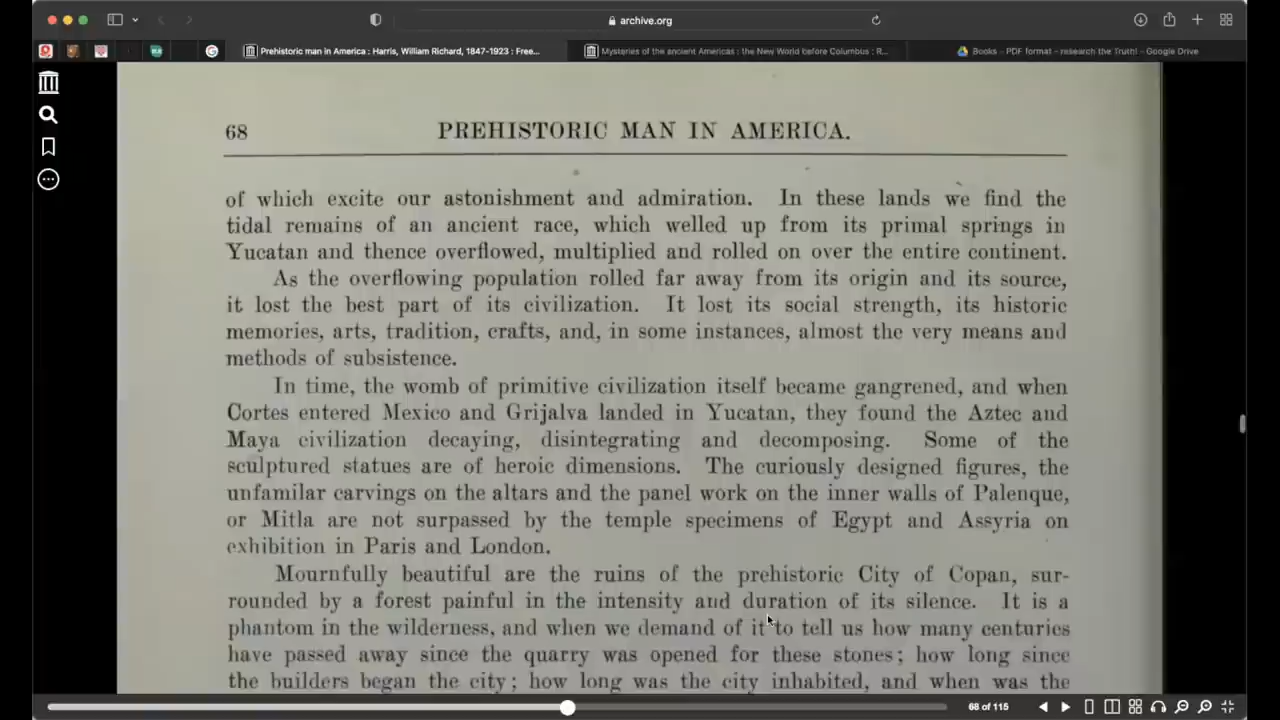 archive.org
Prehistoric man in America : Harris, William Richard, 1847-1923 : Free...
Mysteries of the ancient Americas : the New World before Columbus : R...
Books - PDF format - research the Truth! - Google Drive
68
PREHISTORIC MAN IN AMERICA.
of which excite our astonishment and admiration. In these lands we find the
tidal remains of an ancient race, which welled up from its primal springs in
Yucatan and thence overflowed, multiplied and rolled on over the entire continent.
As the overflowing population rolled far away from its origin and its source,
it lost the best part of its civilization. It lost its social strength, its historic
memories, arts, tradition, crafts, and, in some instances, almost the very means and
methods of subsistence.
In time, the womb of primitive civilization itself became gangrened, and when
Cortes entered Mexico and Grijalva landed in Yucatan, they found the Aztec and
Maya civilization decaying, disintegrating and decomposing. Some of the
sculptured statues are of heroic dimensions. The curiously designed figures, the
unfamilar carvings on the altars and the panel work on the inner walls of Palenque,
or Mitla are not surpassed by the temple specimens of Egypt and Assyria on
exhibition in Paris and London.
Mournfully beautiful are the ruins of the prehistoric City of Copan, sur-
rounded by a forest painful in the intensity and duration of its silence. It is a
phantom in the wilderness, and when we demand of it to tell us how many centuries
have passed away since the quarry was opened for these stones; how long since
the builders began the city; how long was the city inhabited, and when was the
68 of 115